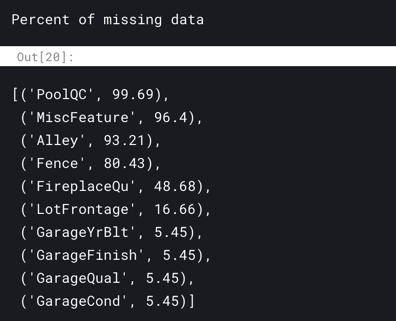 Percent of missing data
Out[20]:
[('PoolQC', 99.69),
('MiscFeature', 96.4),
('Alley', 93.21),
('Fence', 80.43),
('FireplaceQu', 48.68),
('LotFrontage', 16.66),
('GarageYrBlt', 5.45),
('GarageFinish', 5.45),
('GarageQual', 5.45),
('GarageCond', 5.45)]